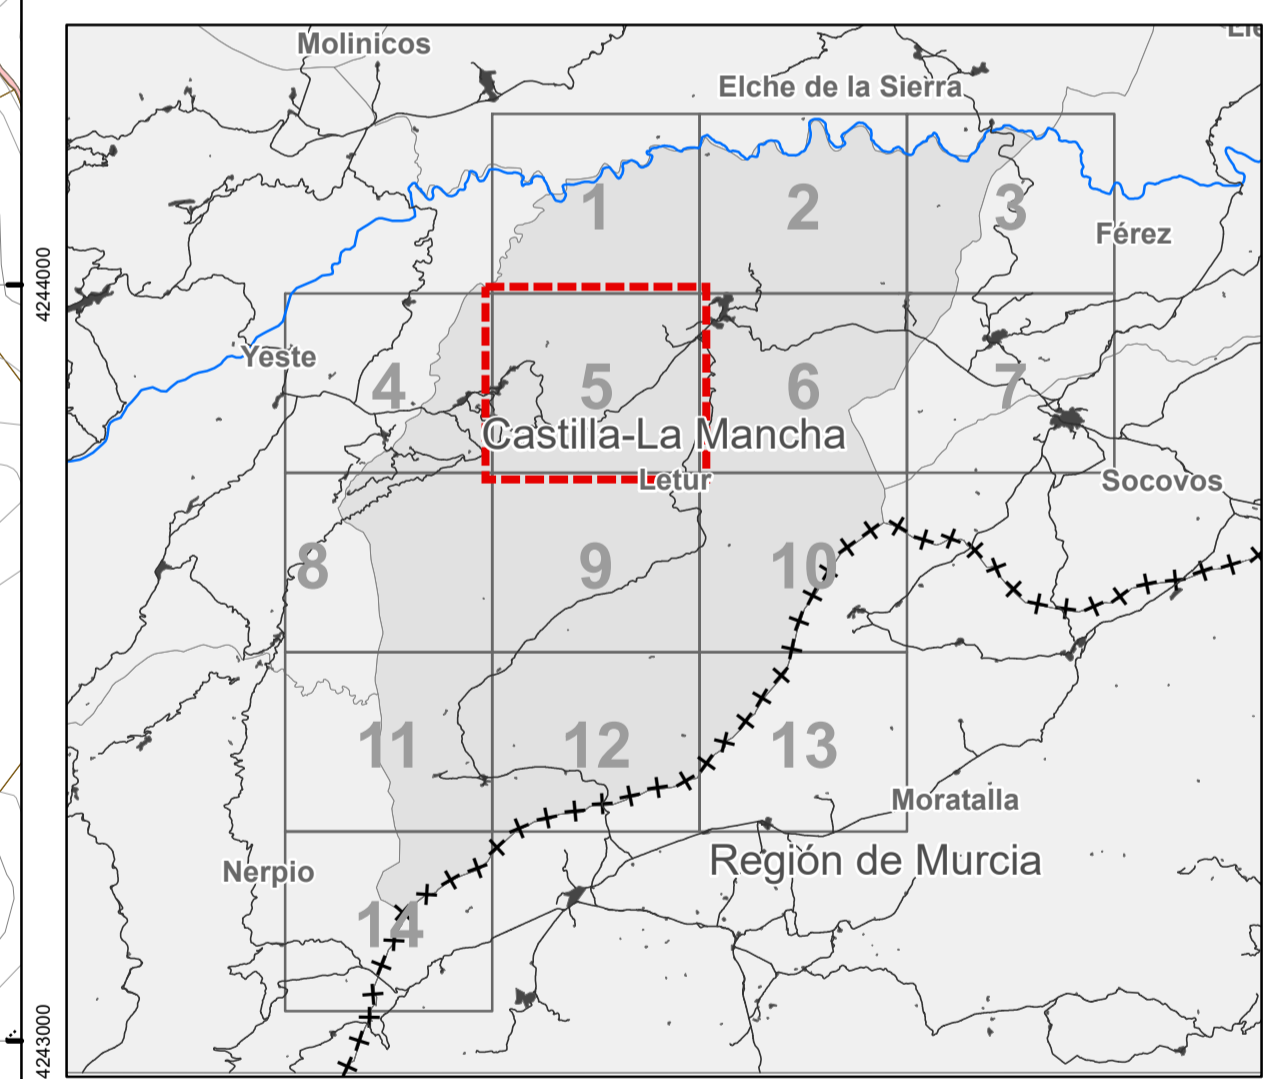 Molinicos
Elche de la Sierra
1
2
3
Férez
4244000
Yeste
4
5
6
7
Castilla-La Mancha
Letur
Socovos
8
9
10
11
12
13
Moratalla
Región de Murcia
Nerpio
14
4243000